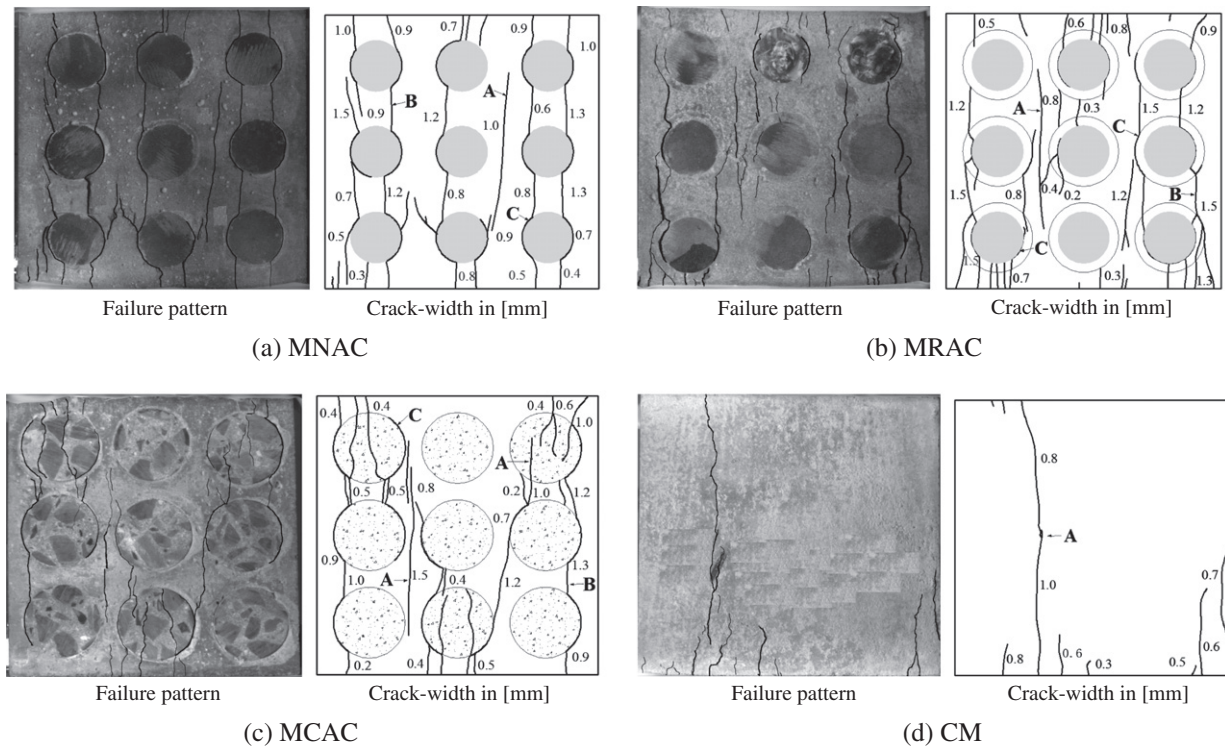 1.0 0.9 0.7 0.9 1.0
B A
1.5 0.9 1.2 1.0 0.6 1.3
0.7 1.2 0.8 0.8 1.3
C
0.5 0.9 0.7
0.3 0.8 0.5 0.4
Failure pattern
Crack-width in [mm]
(a) MNAC
0.5 0.6 0.8 0.9
1.2 A 0.8 0.3 1.5 1.2
C
1.5 0.8 0.4 0.2 1.2 B 1.5
C
1.5 0.7 0.3 1.3
Failure pattern
Crack-width in [mm]
(b) MRAC
0.4 0.4 C 0.4 0.6 1.0
A
0.5 0.5 0.8 0.2 1.0 1.2
0.7
0.9 1.0 A 1.5 0.4 1.2 1.3 B
0.2 0.4 0.5 0.9
Failure pattern
Crack-width in [mm]
(c) MCAC
0.8
A
1.0 0.7
0.8 0.6 0.3 0.5 0.6
Failure pattern
Crack-width in [mm]
(d) CM